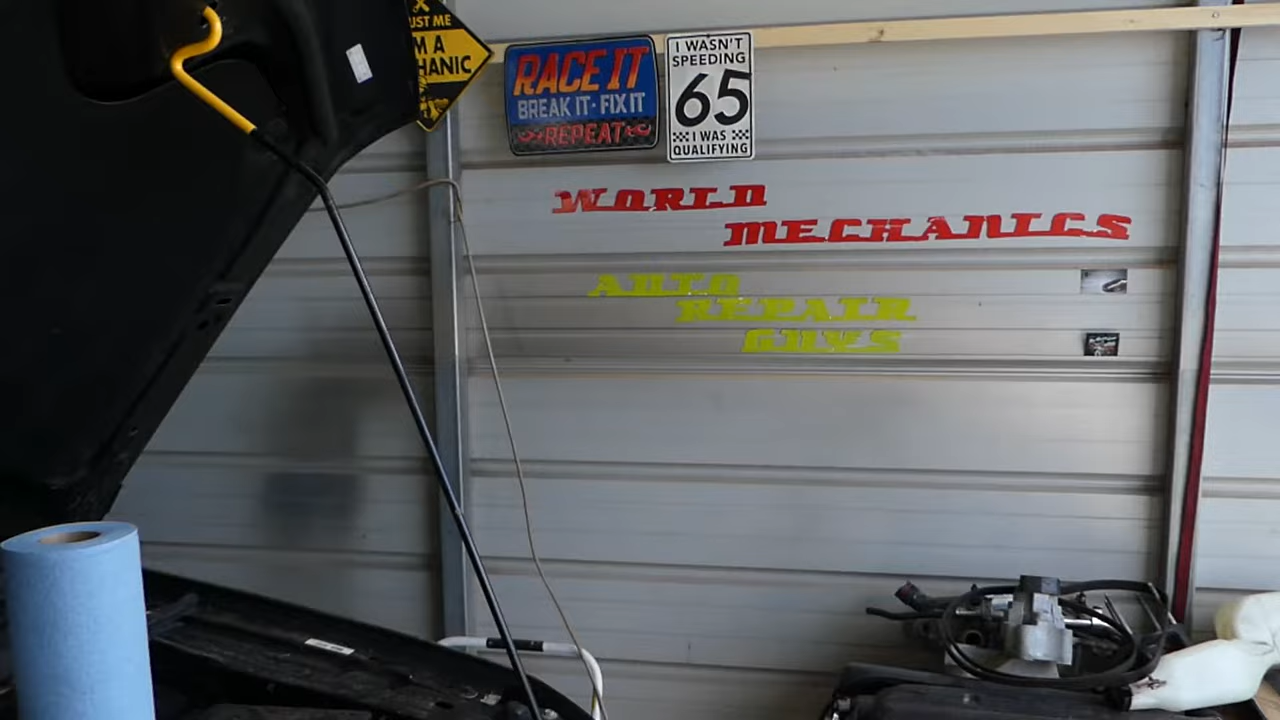 UST ME
M A
HANIC
RACE IT
BREAK IT · FIX IT
REPEAT
I WASN'T
SPEEDING
65
I WAS
QUALIFYING
WORLD
MECHANICS
AUTO
REPAIR
GUYS